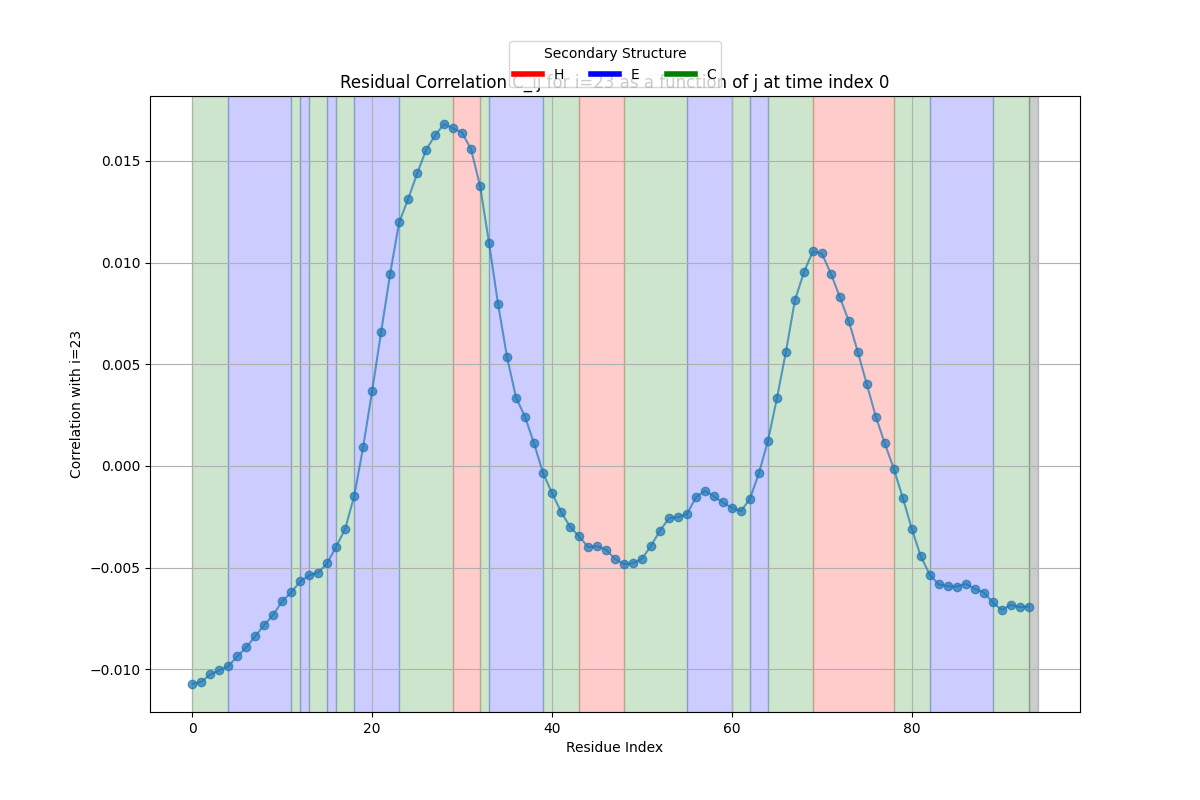 Secondary Structure
H E C
Residual Correlation C_ij for i=23 as a function of j at time index 0
0.015
0.010
0.005
0.000
−0.005
−0.010
Correlation with i=23
0 20 40 60 80
Residue Index